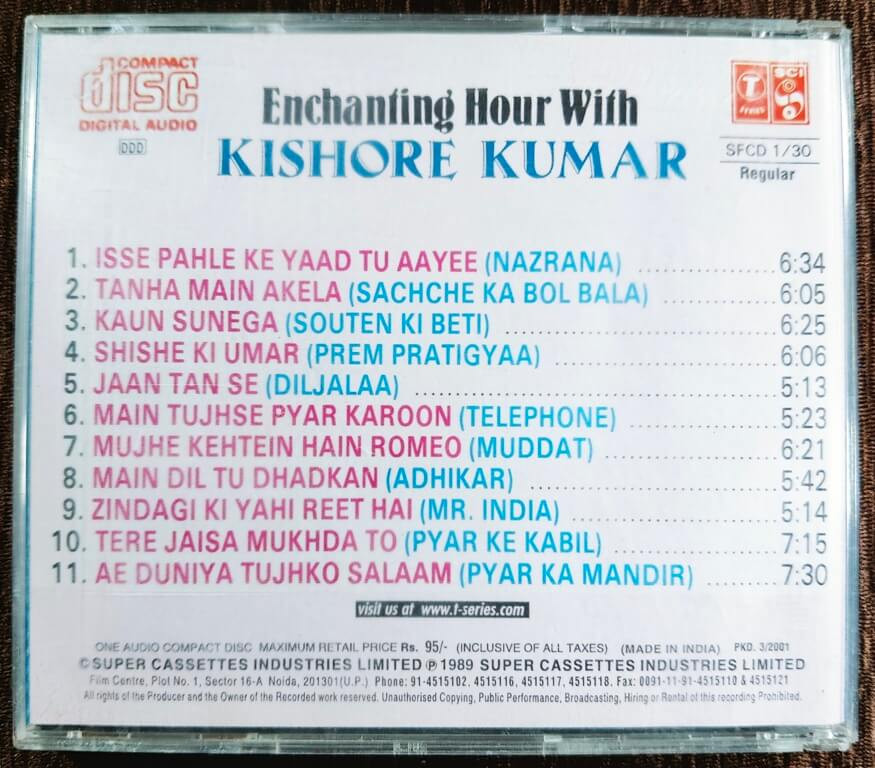 COMPACT
disc
DIGITAL AUDIO
DDD
Enchanting Hour With
KISHORE KUMAR
T
SERIES
SCI
SFCD 1/30
Regular
1. ISSE PAHLE KE YAAD TU AAYEE (NAZRANA) ..................6:34
2. TANHA MAIN AKELA (SACHCHE KA BOL BALA) ................6:05
3. KAUN SUNEGA (SOUTEN KI BETI) ...................................6:25
4. SHISHE KI UMAR (PREM PRATIGYAA) .............................6:06
5. JAAN TAN SE (DILJALAA) ................................................5:13
6. MAIN TUJHSE PYAR KAROON (TELEPHONE) .....................5:23
7. MUJHE KEHTEIN HAIN ROMEO (MUDDAT) .......................6:21
8. MAIN DIL TU DHADKAN (ADHIKAR) .................................5:42
9. ZINDAGI KI YAHI REET HAI (MR. INDIA) ...........................5:14
10. TERE JAISA MUKHDA TO (PYAR KE KABIL) .....................7:15
11. AE DUNIYA TUJHKO SALAAM (PYAR KA MANDIR) .........7:30
visit us at www.t-series.com
ONE AUDIO COMPACT DISC MAXIMUM RETAIL PRICE Rs. 95/- (INCLUSIVE OF ALL TAXES) (MADE IN INDIA) PKD. 3/2001
© SUPER CASSETTES INDUSTRIES LIMITED ℗ 1989 SUPER CASSETTES INDUSTRIES LIMITED
Film Centre, Plot No. 1, Sector 16-A Noida, 201301(U.P.) Phone: 91-4515102, 4515116, 4515117, 4515118. Fax: 0091-11-91-4515110 & 4515121
All rights of the Producer and the Owner of the Recorded work reserved. Unauthorised Copying, Public Performance, Broadcasting, Hiring or Rental of this recording Prohibited.